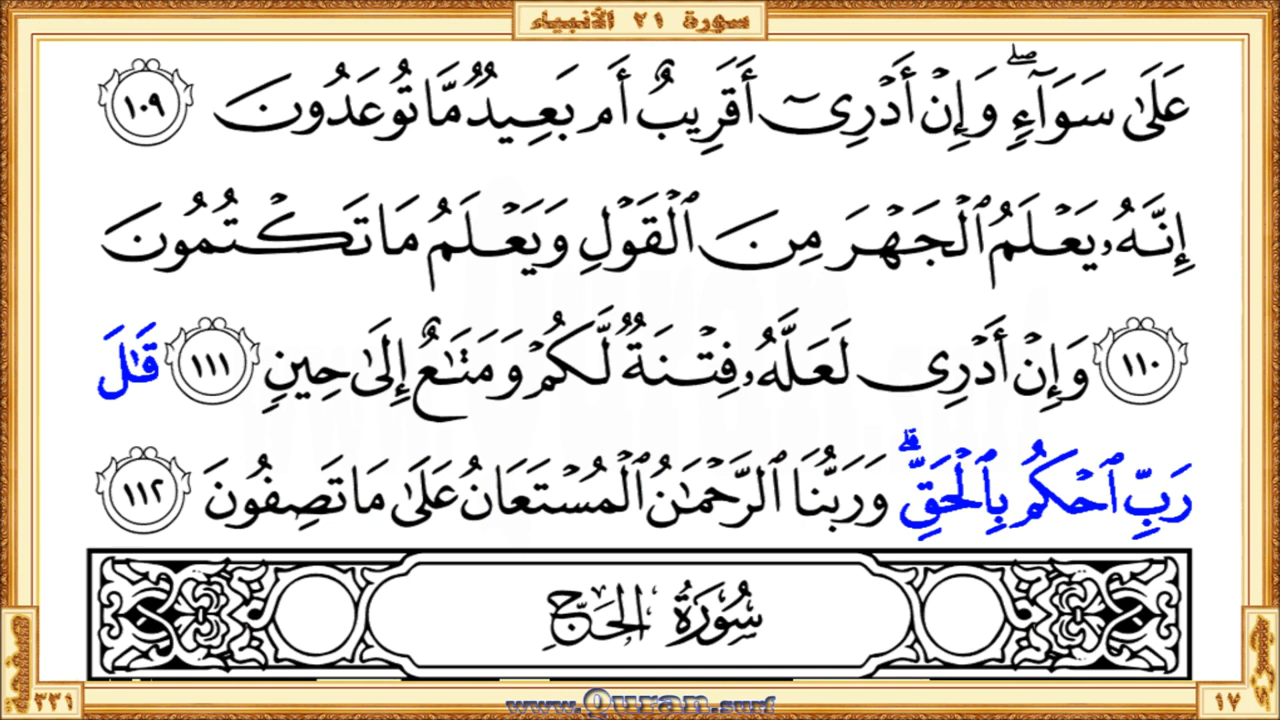 سورة ٢١ الأنبياء
عَلَىٰ سَوَآءٍۖ وَإِنْ أَدْرِىٓ أَقَرِيبٌ أَم بَعِيدٌ مَّا تُوعَدُونَ ١٠٩
إِنَّهُۥ يَعْلَمُ ٱلْجَهْرَ مِنَ ٱلْقَوْلِ وَيَعْلَمُ مَا تَكْتُمُونَ
١١٠ وَإِنْ أَدْرِى لَعَلَّهُۥ فِتْنَةٌ لَّكُمْ وَمَتَٰعٌ إِلَىٰ حِينٍ ١١١ قَٰلَ
رَبِّ ٱحْكُم بِٱلْحَقِّۗ وَرَبُّنَا ٱلرَّحْمَٰنُ ٱلْمُسْتَعَانُ عَلَىٰ مَا تَصِفُونَ ١١٢
سُورَةُ الحَجِّ
الصفحة ٣٣١
www.Quran.surf
١٧